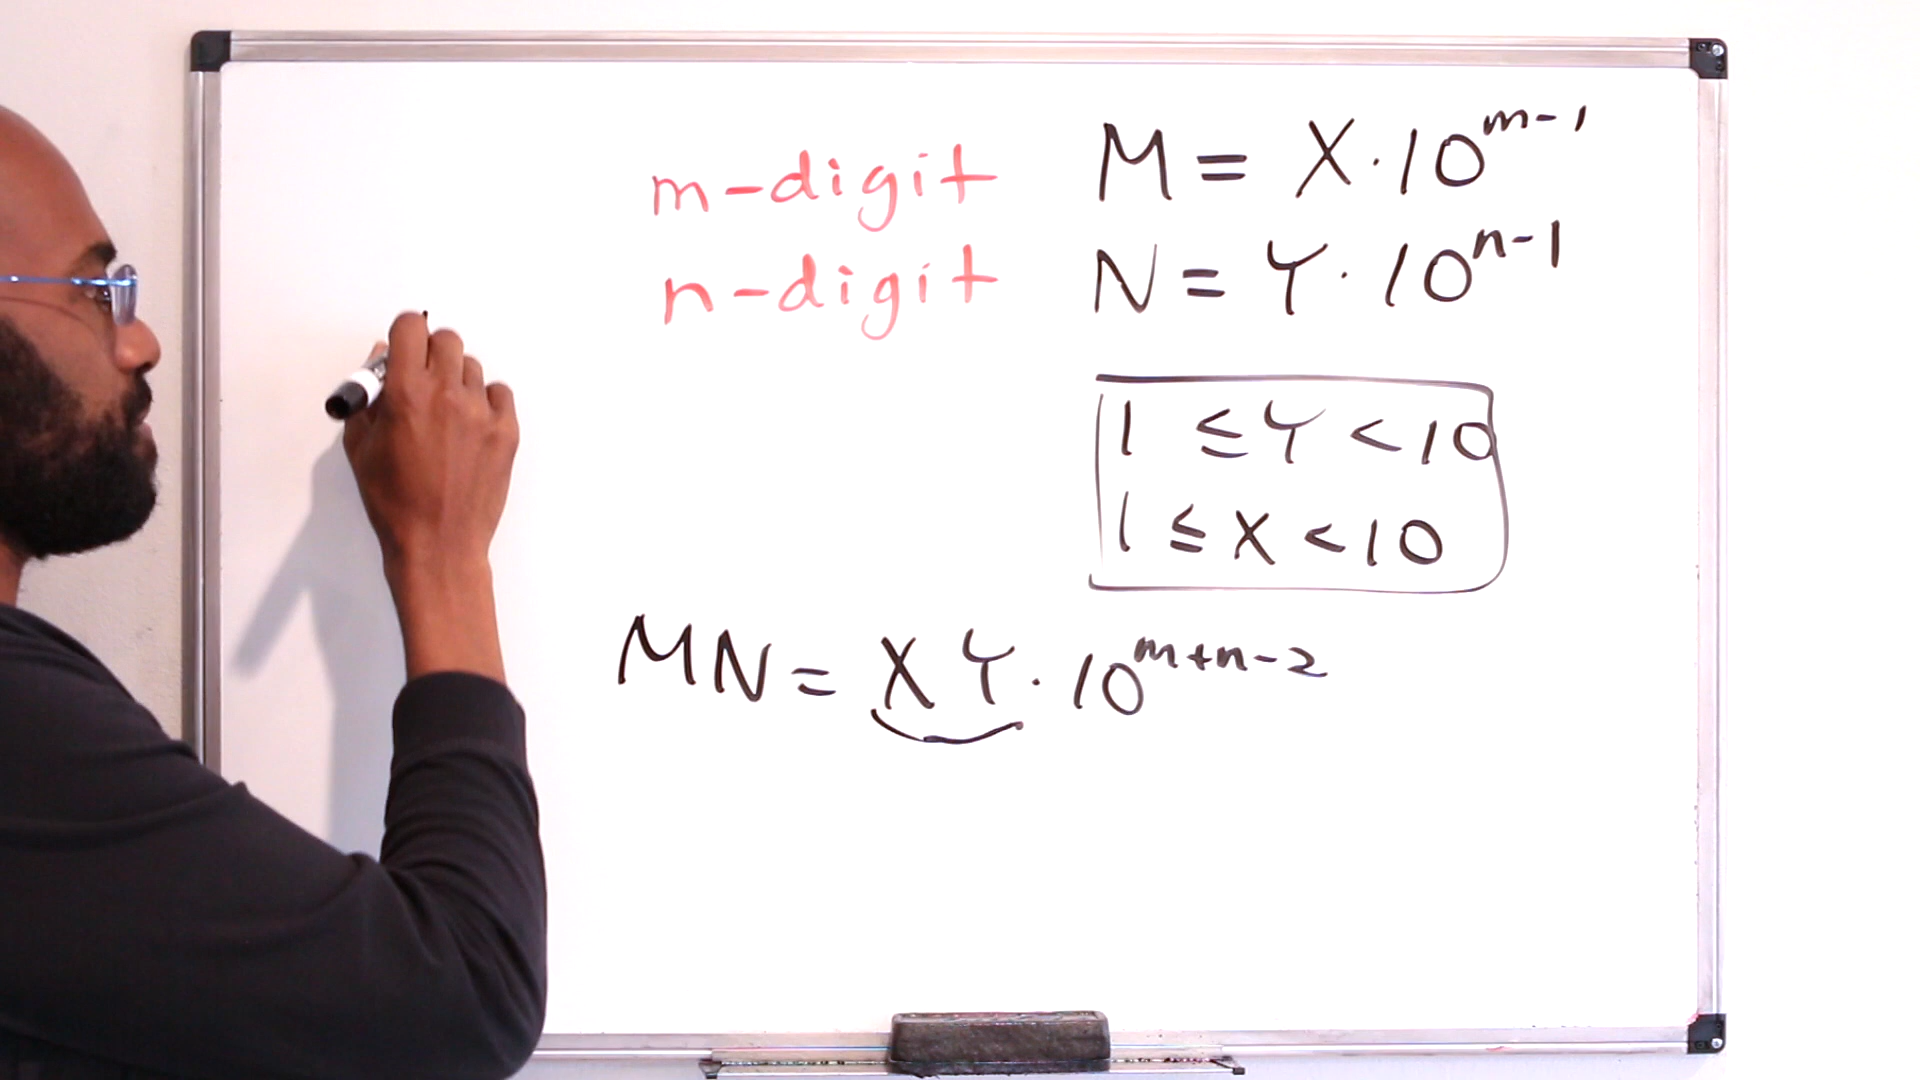 m-digit M = X · 10^{m-1}
n-digit N = Y · 10^{n-1}
1 ≤ Y < 10
1 ≤ X < 10
MN = XY · 10^{m+n-2}